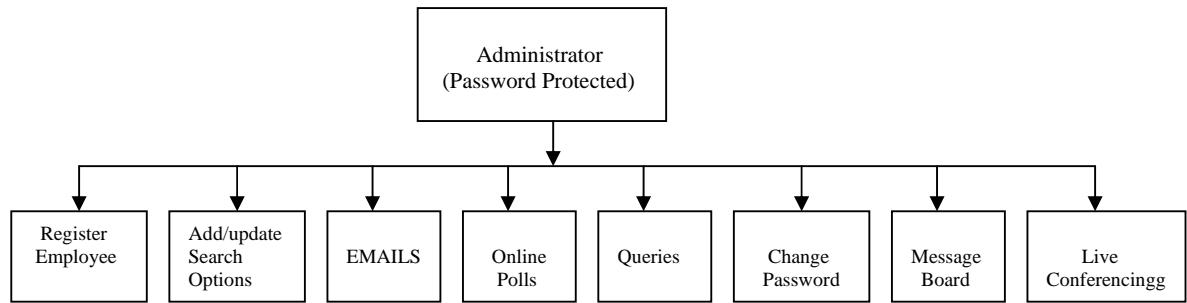 Administrator
(Password Protected)
Register
Employee
Add/update
Search
Options
EMAILS
Online
Polls
Queries
Change
Password
Message
Board
Live
Conferencingg